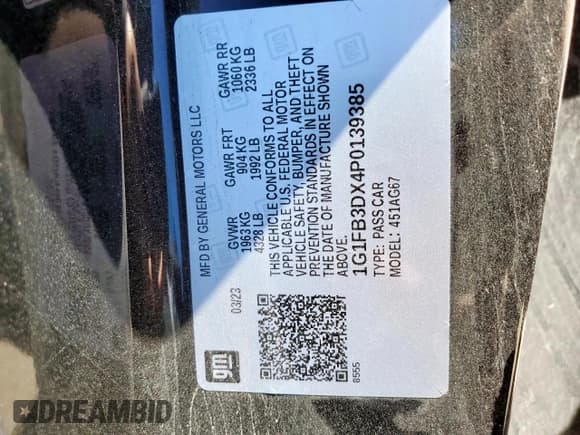 gm
MFD BY GENERAL MOTORS LLC
03/23
GVWR GAWR FRT GAWR RR
1963 KG 904 KG 1060 KG
4328 LB 1992 LB 2336 LB
THIS VEHICLE CONFORMS TO ALL
APPLICABLE U.S. FEDERAL MOTOR
VEHICLE SAFETY, BUMPER, AND THEFT
PREVENTION STANDARDS IN EFFECT ON
THE DATE OF MANUFACTURE SHOWN
ABOVE.
1G1FB3DX4P0139385
TYPE: PASS CAR
MODEL: 451AG67
8555
DREAMBID